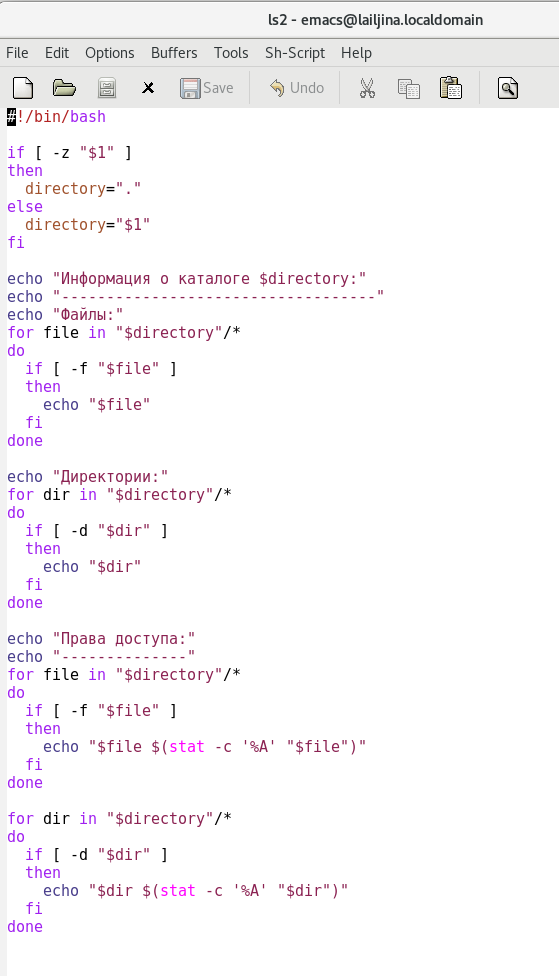 ls2 - emacs@lailjina.localdomain
File Edit Options Buffers Tools Sh-Script Help
Save Undo
#!/bin/bash

if [ -z "$1" ]
then
  directory="."
else
  directory="$1"
fi

echo "Информация о каталоге $directory:"
echo "-----------------------------------"
echo "Файлы:"
for file in "$directory"/*
do
  if [ -f "$file" ]
  then
    echo "$file"
  fi
done

echo "Директории:"
for dir in "$directory"/*
do
  if [ -d "$dir" ]
  then
    echo "$dir"
  fi
done

echo "Права доступа:"
echo "--------------"
for file in "$directory"/*
do
  if [ -f "$file" ]
  then
    echo "$file $(stat -c '%A' "$file")"
  fi
done

for dir in "$directory"/*
do
  if [ -d "$dir" ]
  then
    echo "$dir $(stat -c '%A' "$dir")"
  fi
done